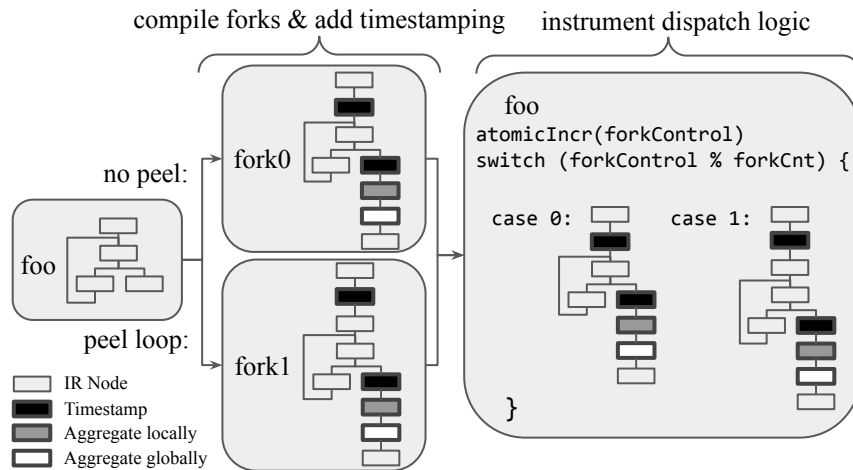 compile forks & add timestamping
instrument dispatch logic
foo
no peel:
fork0
peel loop:
fork1
foo
atomicIncr(forkControl)
switch (forkControl % forkCnt) {
case 0:
case 1:
}
IR Node
Timestamp
Aggregate locally
Aggregate globally